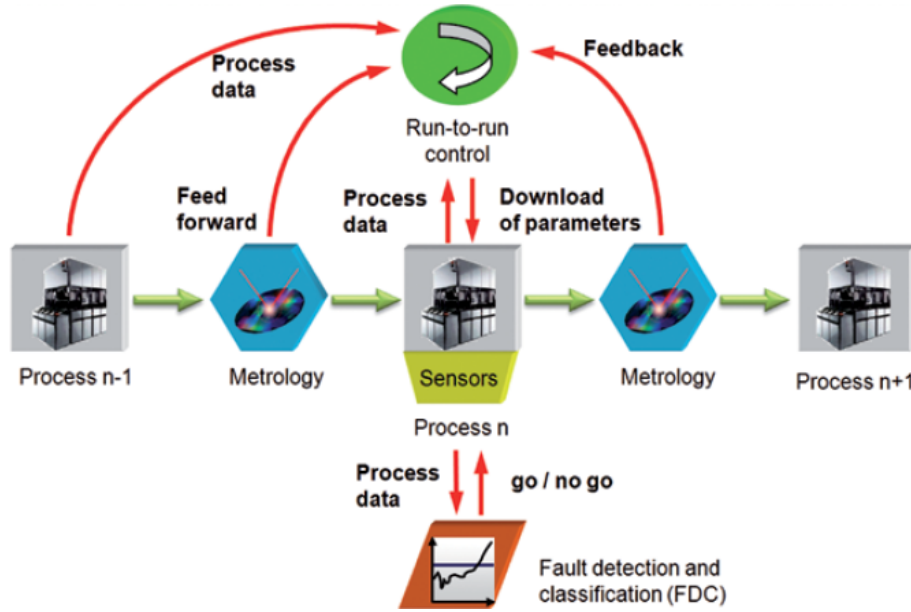 Process
data
Feedback
Run-to-run
control
Feed
forward
Process
data
Download
of parameters
Process n-1
Metrology
Sensors
Metrology
Process n+1
Process n
Process
data
go / no go
Fault detection and
classification (FDC)